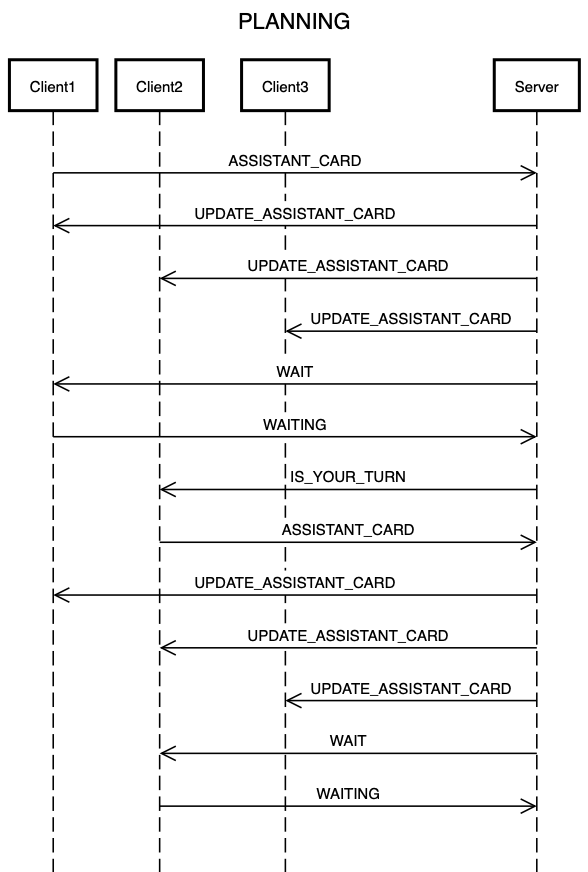 PLANNING
Client1 Client2 Client3 Server
ASSISTANT_CARD
UPDATE_ASSISTANT_CARD
UPDATE_ASSISTANT_CARD
UPDATE_ASSISTANT_CARD
WAIT
WAITING
IS_YOUR_TURN
ASSISTANT_CARD
UPDATE_ASSISTANT_CARD
UPDATE_ASSISTANT_CARD
UPDATE_ASSISTANT_CARD
WAIT
WAITING